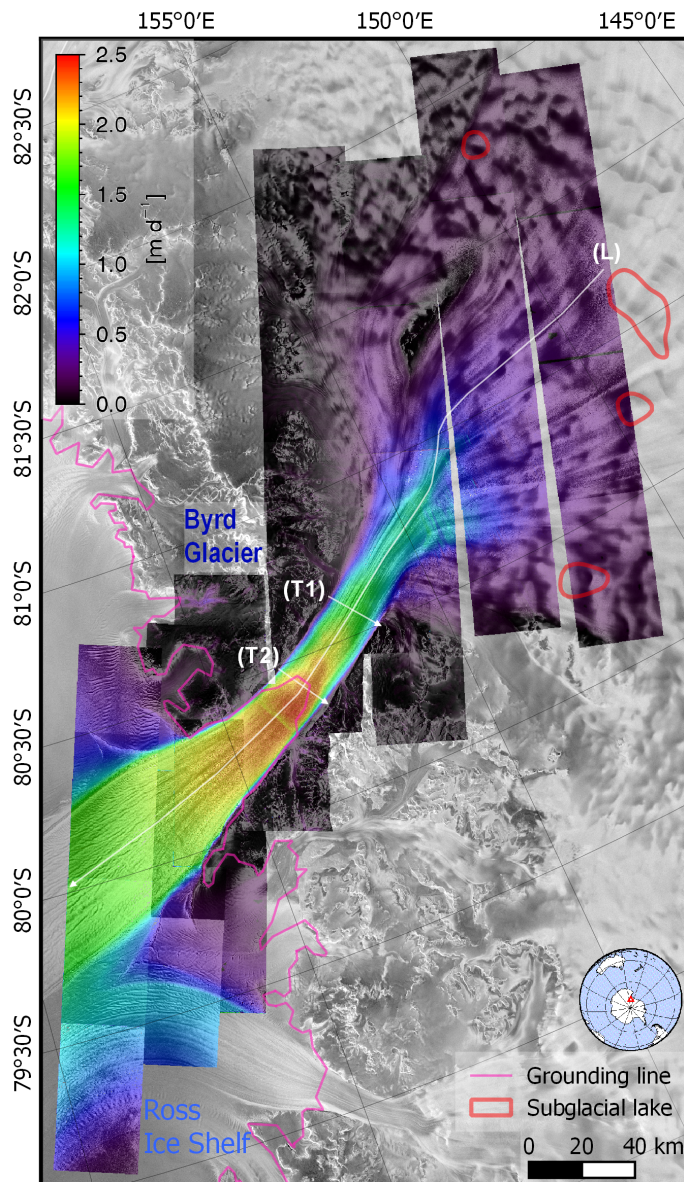 155°0′E 150°0′E 145°0′E
82°30′S
82°0′S
81°30′S
81°0′S
80°30′S
80°0′S
79°30′S
2.5
2.0
1.5
1.0
0.5
0.0
[m d⁻¹]
(L)
Byrd
Glacier
(T1)
(T2)
Ross
Ice Shelf
Grounding line
Subglacial lake
0 20 40 km